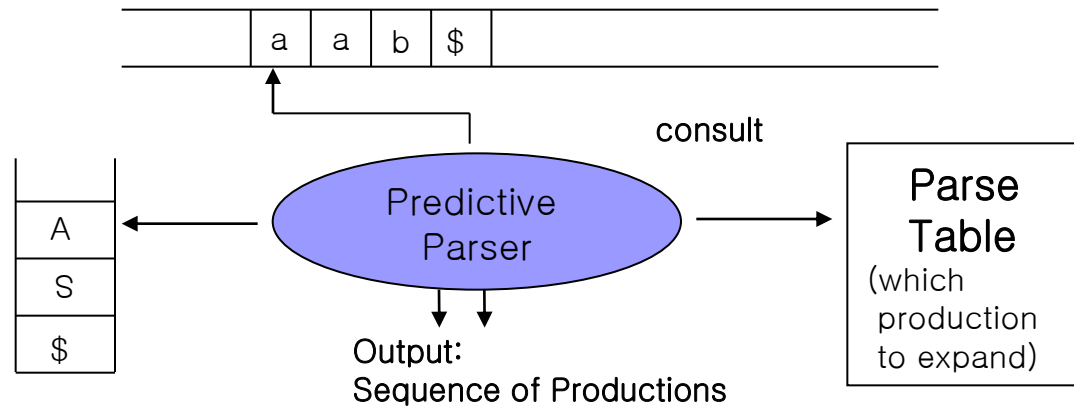 a a b $
consult
Predictive
Parser
Parse
Table
(which
production
to expand)
A
S
$
Output:
Sequence of Productions